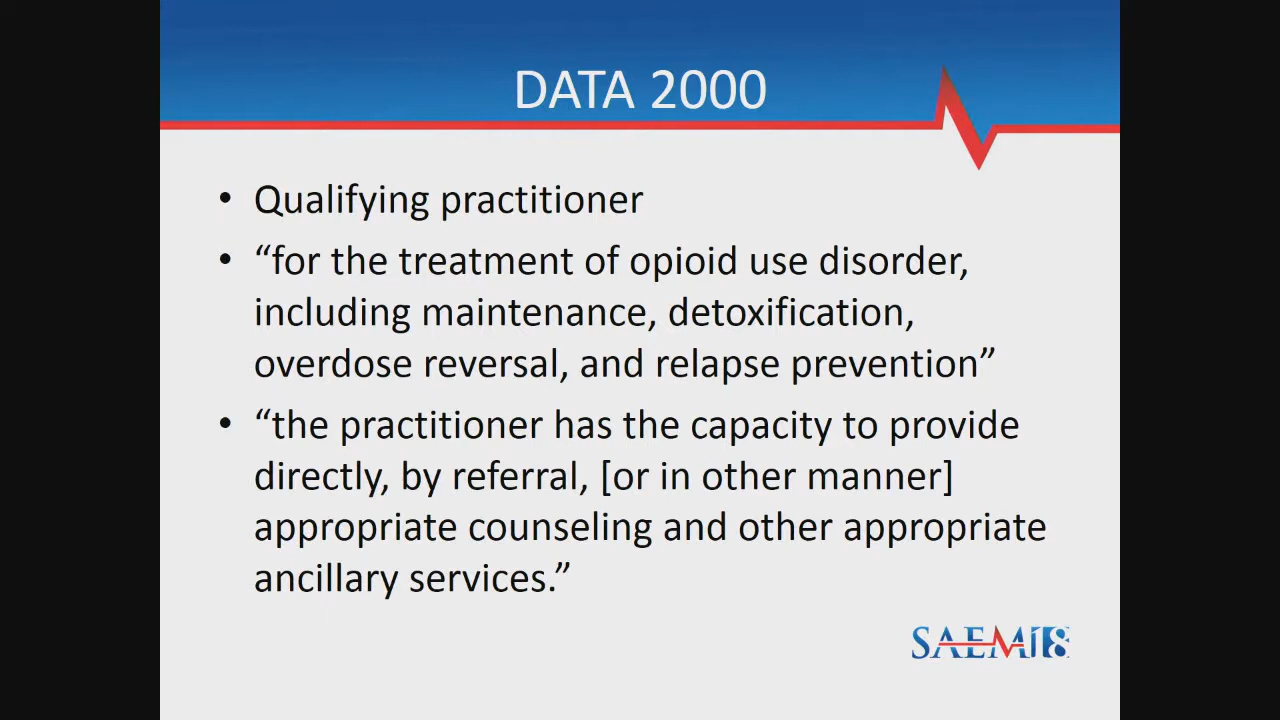 DATA 2000
• Qualifying practitioner
• “for the treatment of opioid use disorder,
including maintenance, detoxification,
overdose reversal, and relapse prevention”
• “the practitioner has the capacity to provide
directly, by referral, [or in other manner]
appropriate counseling and other appropriate
ancillary services.”
SAEM18